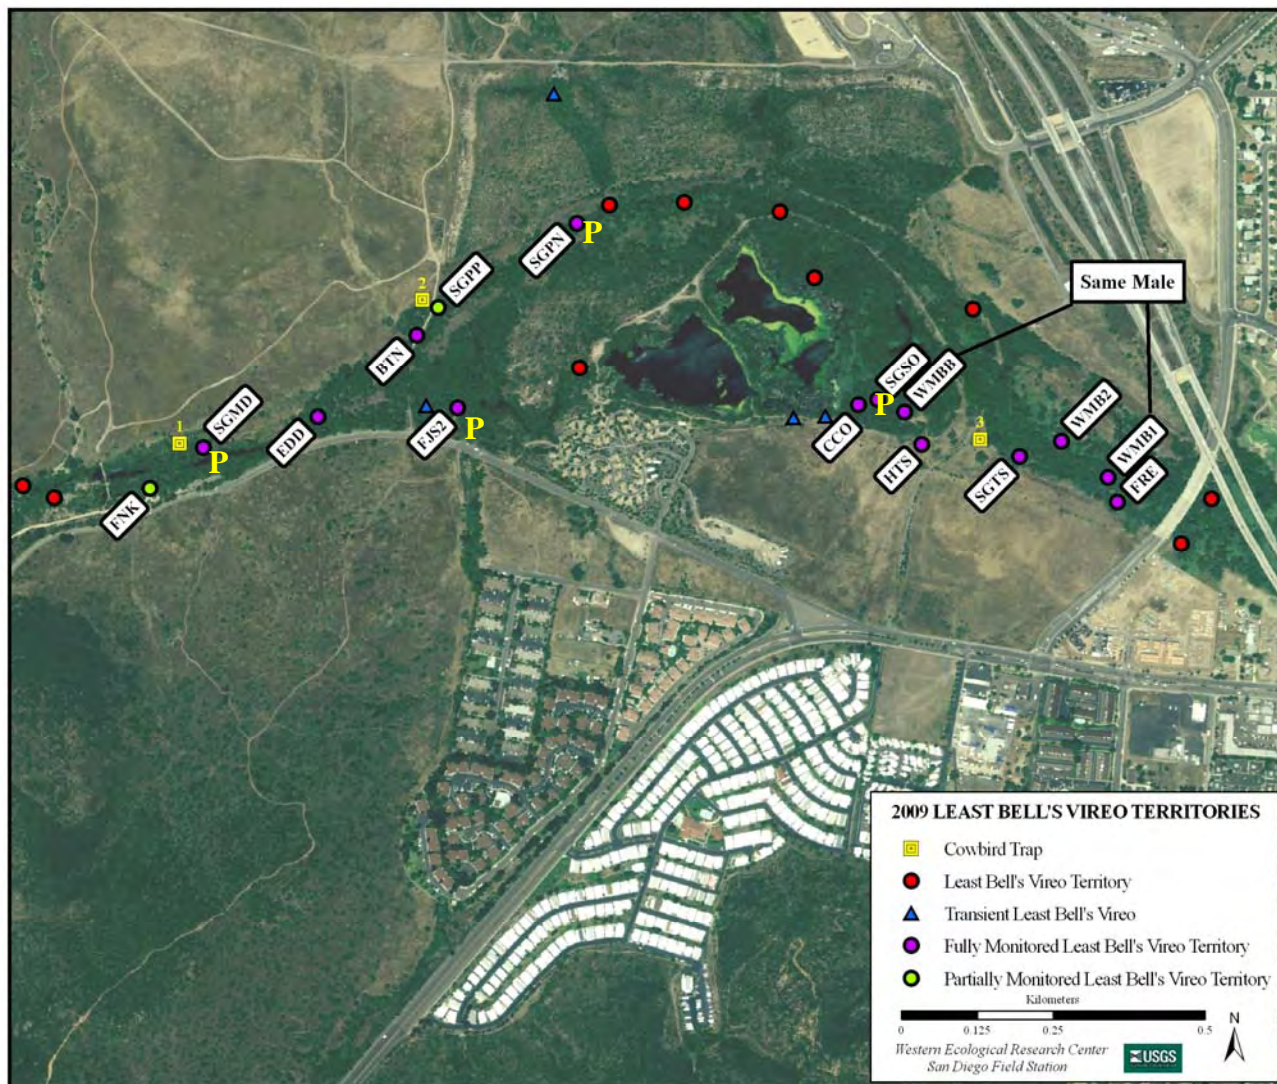 P
SGPN
Same Male
2
SGPP
BTN
SGMD
1
P
EDD
FJS2
P
FNK
SGSO
P
WMBB
CCO
HTS
3
SGTS
WMB2
WMB1
FRE
2009 LEAST BELL'S VIREO TERRITORIES
Cowbird Trap
Least Bell's Vireo Territory
Transient Least Bell's Vireo
Fully Monitored Least Bell's Vireo Territory
Partially Monitored Least Bell's Vireo Territory
Kilometers
0 0.125 0.25 0.5
N
Western Ecological Research Center
San Diego Field Station
USGS